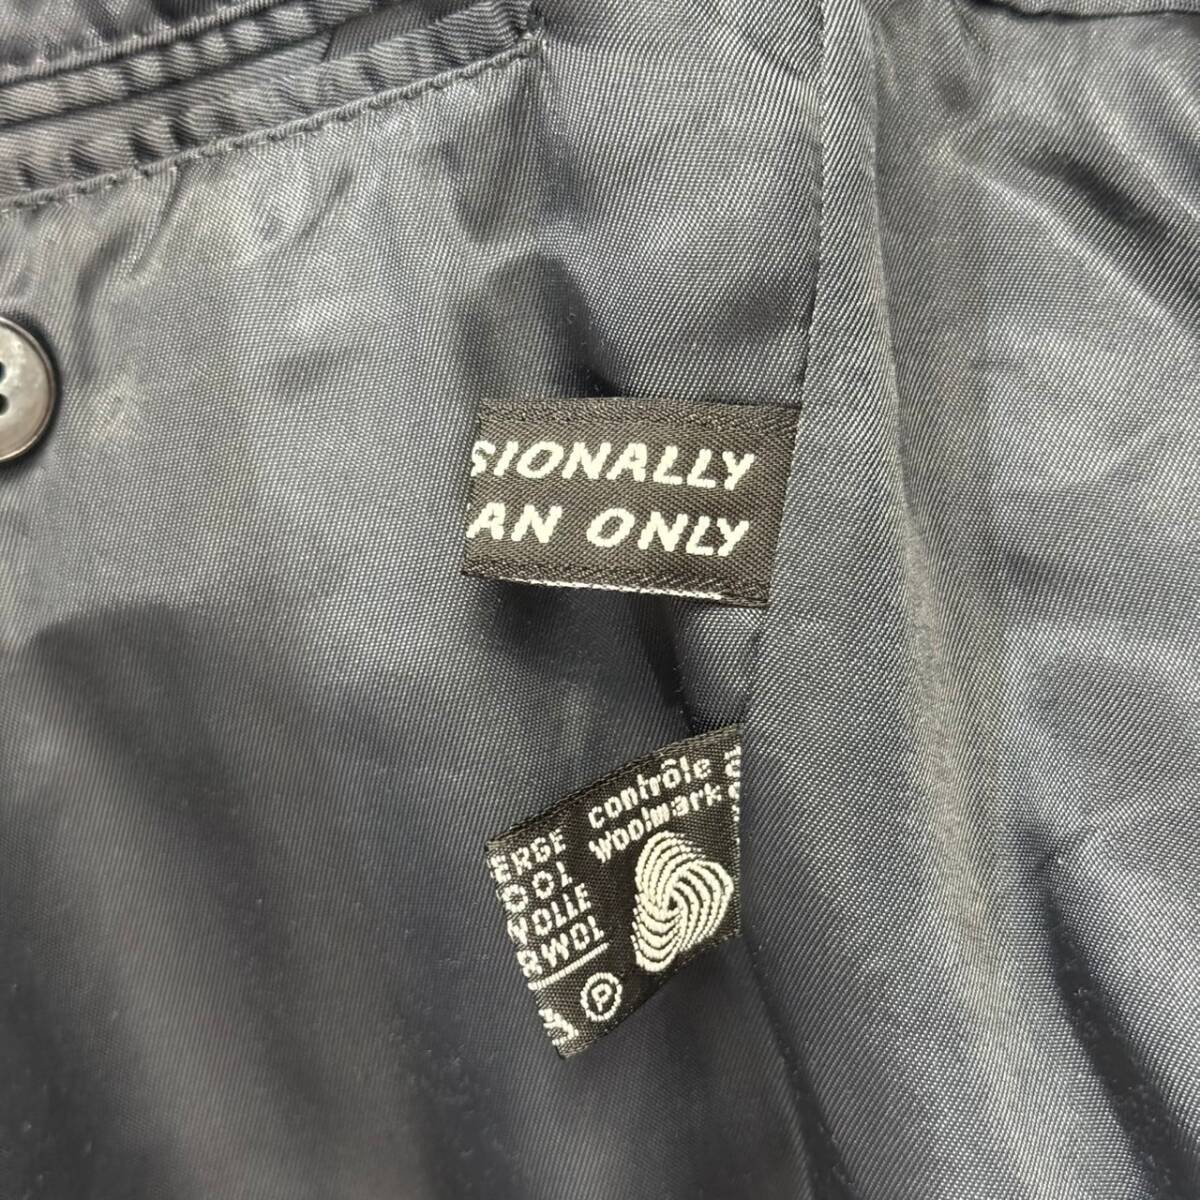 SIONALLY
AN ONLY
contrôle
woolmark
ERGE
OOL
WOLLE
RWOL
P